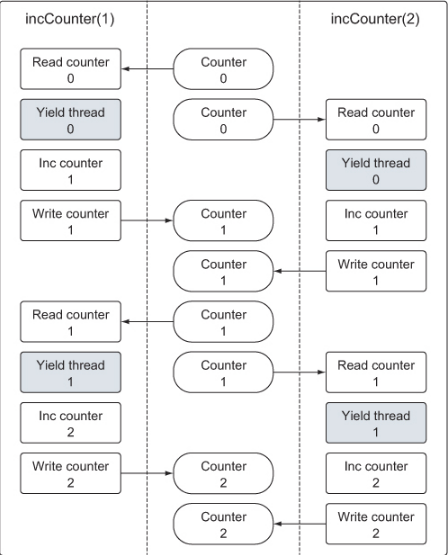 incCounter(1)
incCounter(2)
Read counter
0
Counter
0
Yield thread
0
Counter
0
Read counter
0
Inc counter
1
Yield thread
0
Write counter
1
Counter
1
Inc counter
1
Counter
1
Write counter
1
Read counter
1
Counter
1
Yield thread
1
Counter
1
Read counter
1
Inc counter
2
Yield thread
1
Write counter
2
Counter
2
Inc counter
2
Counter
2
Write counter
2